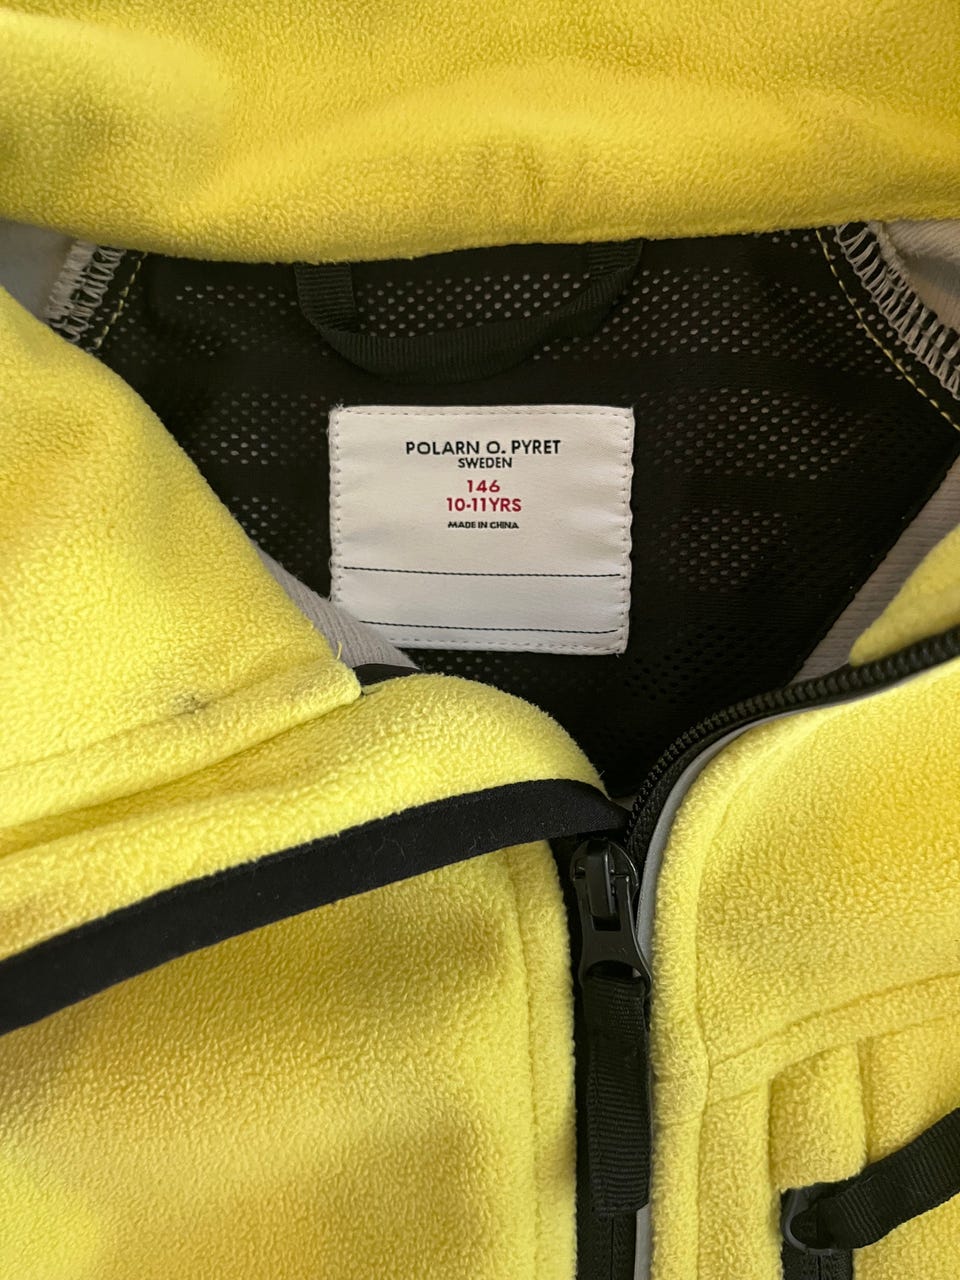 POLARN O. PYRET
SWEDEN
146
10-11YRS
MADE IN CHINA